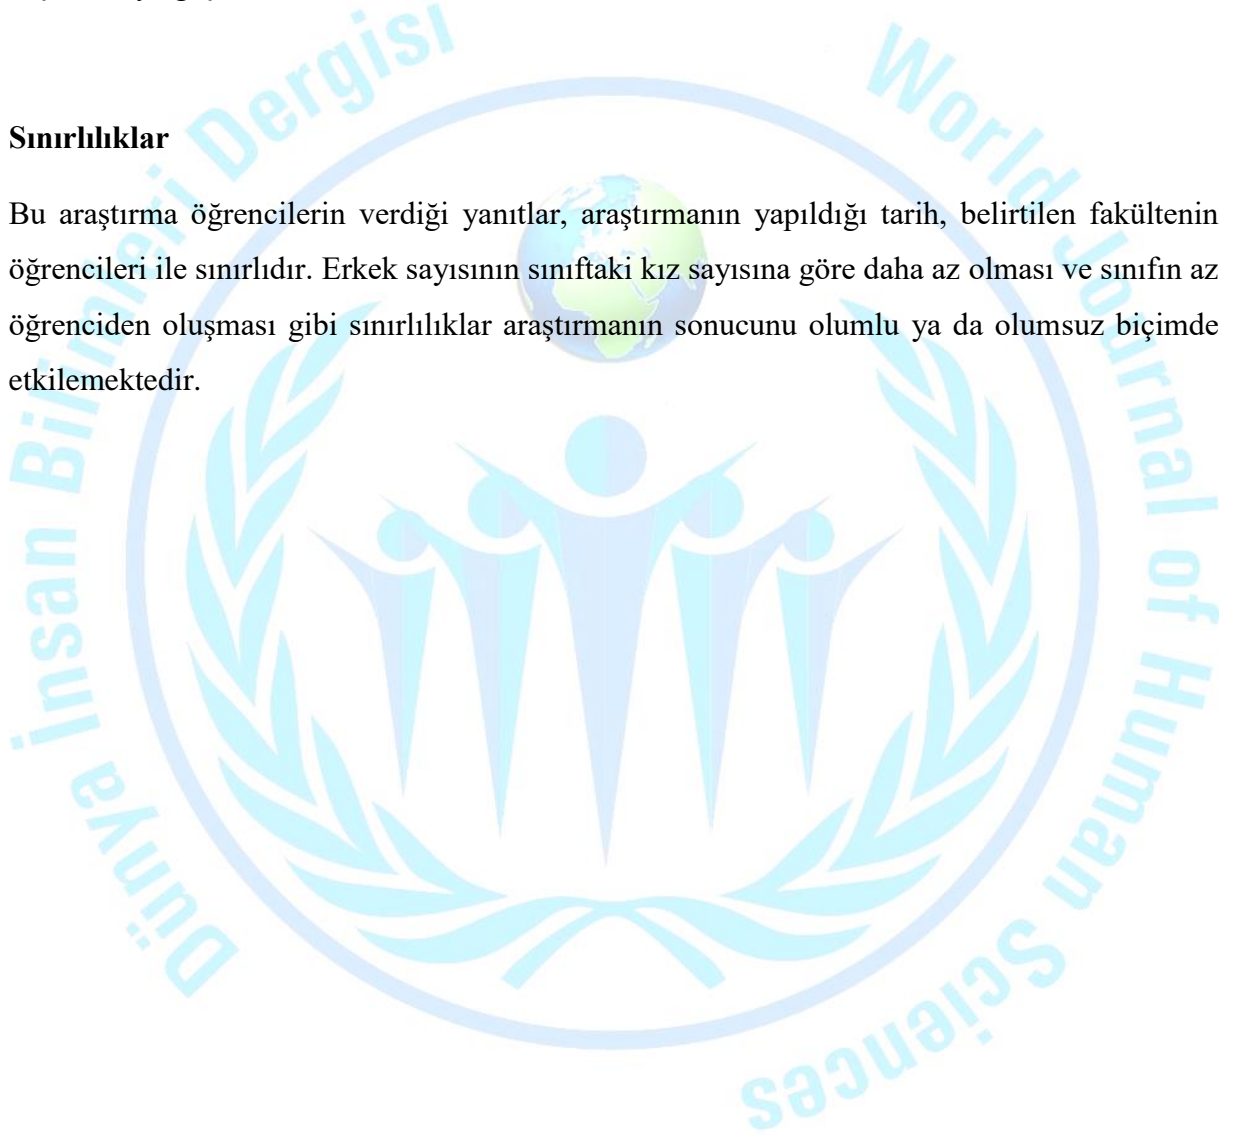 Sınırlılıklar
Bu araştırma öğrencilerin verdiği yanıtlar, araştırmanın yapıldığı tarih, belirtilen fakültenin
öğrencileri ile sınırlıdır. Erkek sayısının sınıftaki kız sayısına göre daha az olması ve sınıfın az
öğrenciden oluşması gibi sınırlılıklar araştırmanın sonucunu olumlu ya da olumsuz biçimde
etkilemektedir.
Dünya İnsan Bilimleri Dergisi
World Journal of Human Sciences